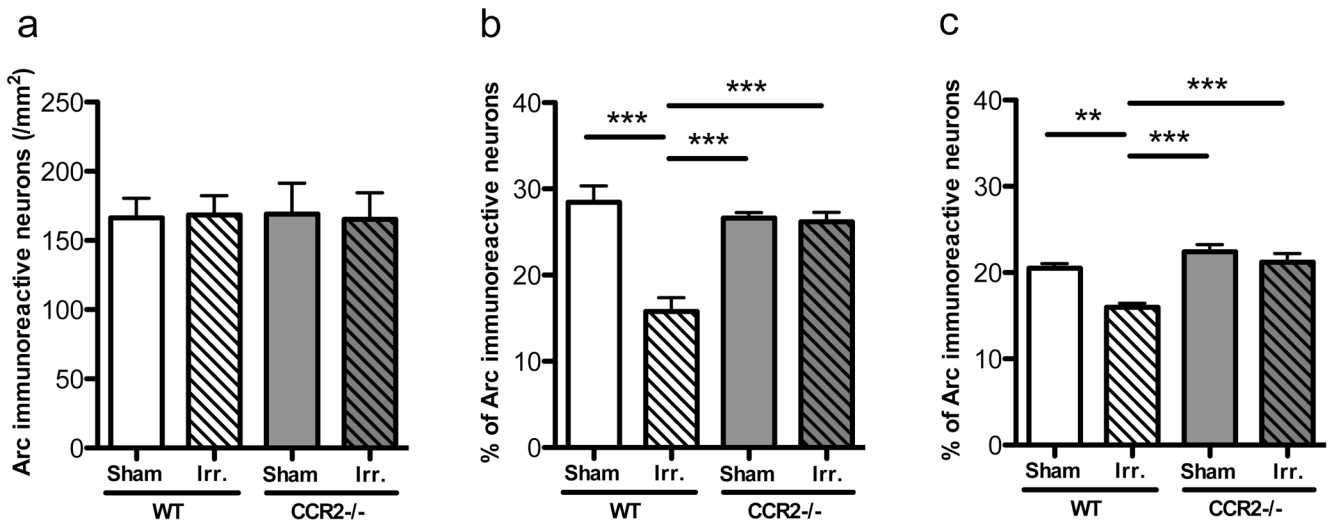 a
Arc immunoreactive neurons (/mm²)
250
200
150
100
50
0
Sham Irr. Sham Irr.
WT CCR2-/-
b
% of Arc immunoreactive neurons
40
30
20
10
0
***
*** ***
Sham Irr. Sham Irr.
WT CCR2-/-
c
% of Arc immunoreactive neurons
40
30
20
10
0
***
** ***
Sham Irr. Sham Irr.
WT CCR2-/-